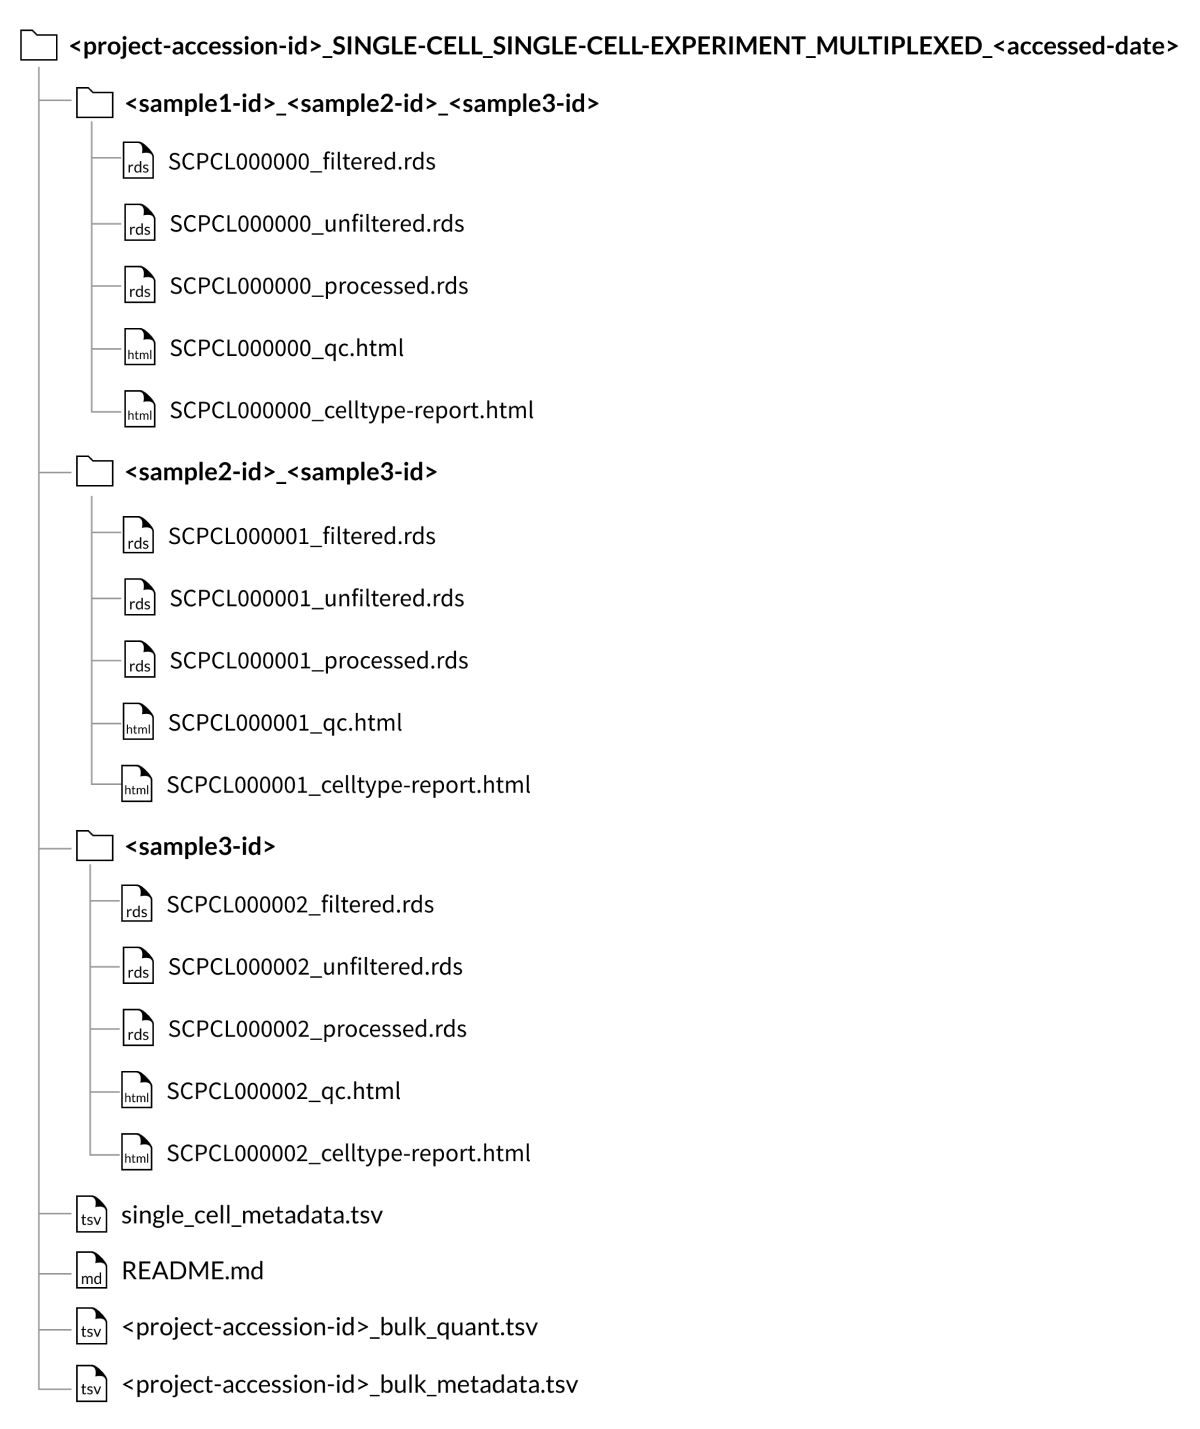 <project-accession-id>_SINGLE-CELL_SINGLE-CELL-EXPERIMENT_MULTIPLEXED_<accessed-date>
<sample1-id>_<sample2-id>_<sample3-id>
rds SCPCL000000_filtered.rds
rds SCPCL000000_unfiltered.rds
rds SCPCL000000_processed.rds
html SCPCL000000_qc.html
html SCPCL000000_celltype-report.html
<sample2-id>_<sample3-id>
rds SCPCL000001_filtered.rds
rds SCPCL000001_unfiltered.rds
rds SCPCL000001_processed.rds
html SCPCL000001_qc.html
html SCPCL000001_celltype-report.html
<sample3-id>
rds SCPCL000002_filtered.rds
rds SCPCL000002_unfiltered.rds
rds SCPCL000002_processed.rds
html SCPCL000002_qc.html
html SCPCL000002_celltype-report.html
tsv single_cell_metadata.tsv
md README.md
tsv <project-accession-id>_bulk_quant.tsv
tsv <project-accession-id>_bulk_metadata.tsv